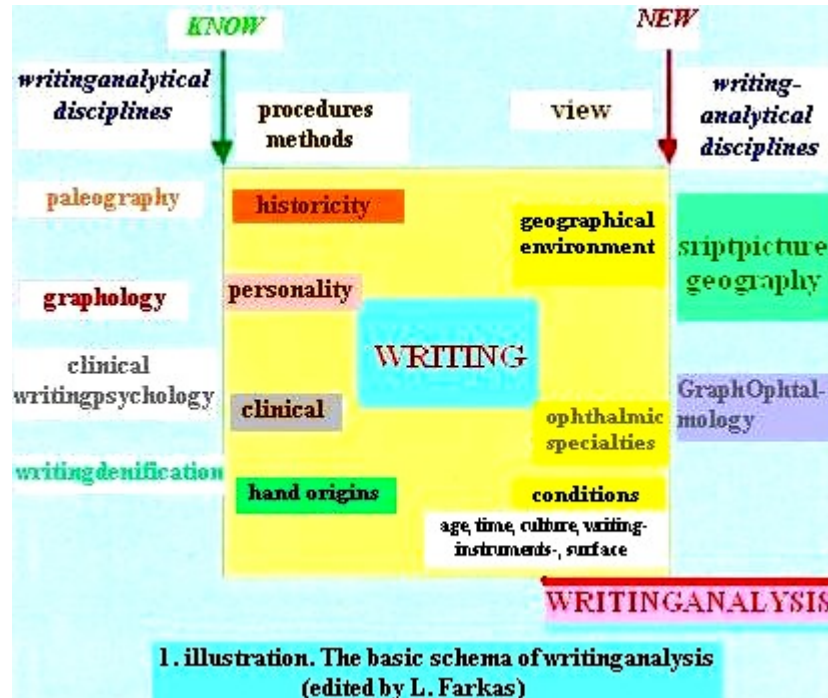 KNOW
NEW
writinganalytical
disciplines
procedures
methods
view
writing-
analytical
disciplines
paleography
historicity
geographical
environment
sriptpicture
geography
graphology
personality
WRITING
clinical
writingpsychology
clinical
ophthalmic
specialties
GraphOphtal-
mology
writingdenification
hand origins
conditions
age, time, culture, writing-
instruments-, surface
WRITINGANALYSIS
1. illustration. The basic schema of writinganalysis
(edited by L. Farkas)